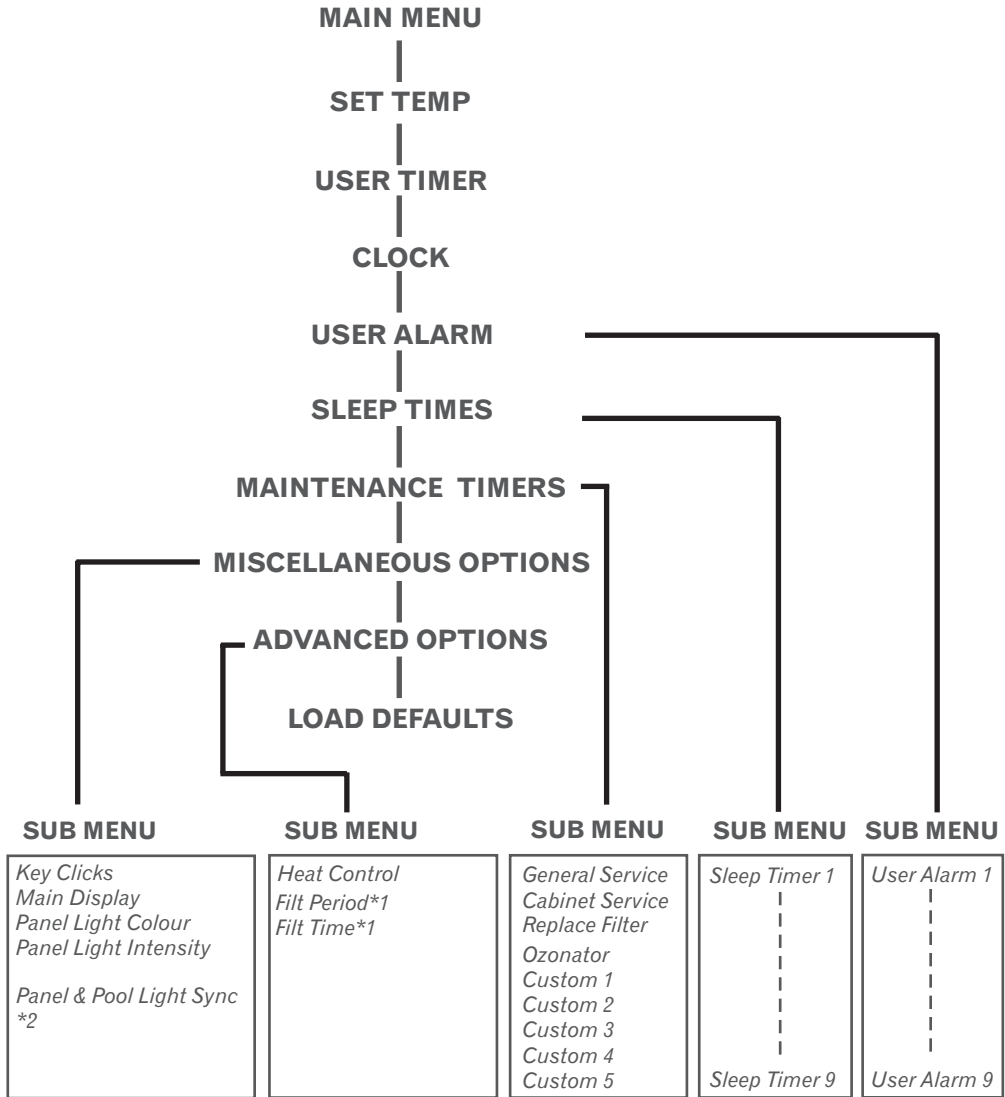 MAIN MENU
SET TEMP
USER TIMER
CLOCK
USER ALARM
SLEEP TIMES
MAINTENANCE TIMERS
MISCELLANEOUS OPTIONS
ADVANCED OPTIONS
LOAD DEFAULTS
SUB MENU
Key Clicks
Main Display
Panel Light Colour
Panel Light Intensity
Panel & Pool Light Sync
*2
SUB MENU
Heat Control
Filt Period*1
Filt Time*1
SUB MENU
General Service
Cabinet Service
Replace Filter
Ozonator
Custom 1
Custom 2
Custom 3
Custom 4
Custom 5
SUB MENU
Sleep Timer 1
Sleep Timer 9
SUB MENU
User Alarm 1
User Alarm 9